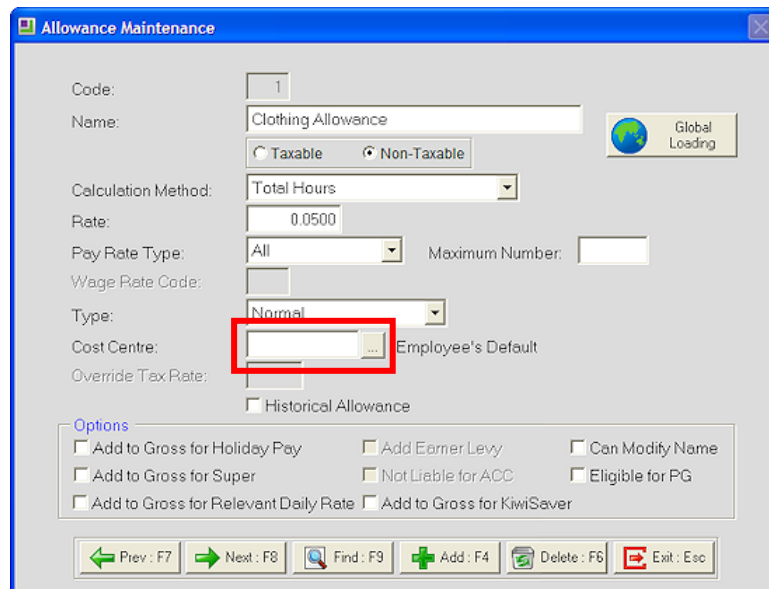 Allowance Maintenance
Code: 1
Name: Clothing Allowance
Global
Loading
Taxable Non-Taxable
Calculation Method: Total Hours
Rate: 0.0500
Pay Rate Type: All Maximum Number:
Wage Rate Code:
Type: Normal
Cost Centre: ... Employee's Default
Override Tax Rate:
Historical Allowance
Options
Add to Gross for Holiday Pay Add Earner Levy Can Modify Name
Add to Gross for Super Not Liable for ACC Eligible for PG
Add to Gross for Relevant Daily Rate Add to Gross for KiwiSaver
Prev : F7 Next : F8 Find : F9 Add : F4 Delete : F6 Exit : Esc